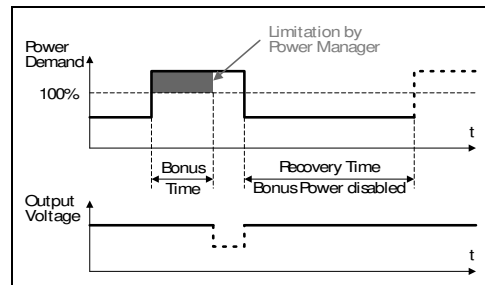 Limitation by
Power Manager
Power
Demand
100%
t
Bonus
Time
Recovery Time
Bonus Power disabled
Output
Voltage
t